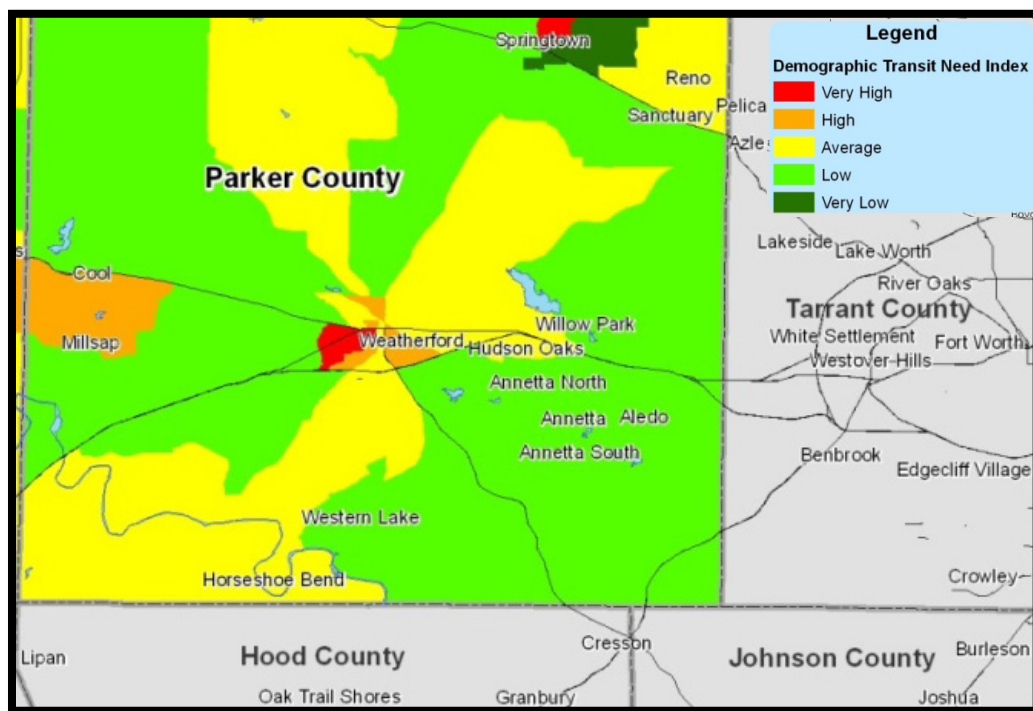 Legend
Demographic Transit Need Index
Very High
High
Average
Low
Very Low
Springtown
Reno
Sanctuary
Pelica
Azle
Parker County
Lakeside
Lake Worth
River Oaks
Cool
Tarrant County
Millsap
Weatherford
Willow Park
Hudson Oaks
White Settlement
Fort Worth
Westover Hills
Annetta North
Annetta
Aledo
Annetta South
Benbrook
Edgecliff Village
Western Lake
Horseshoe Bend
Crowley
Lipan
Hood County
Cresson
Johnson County
Burleson
Oak Trail Shores
Granbury
Joshua